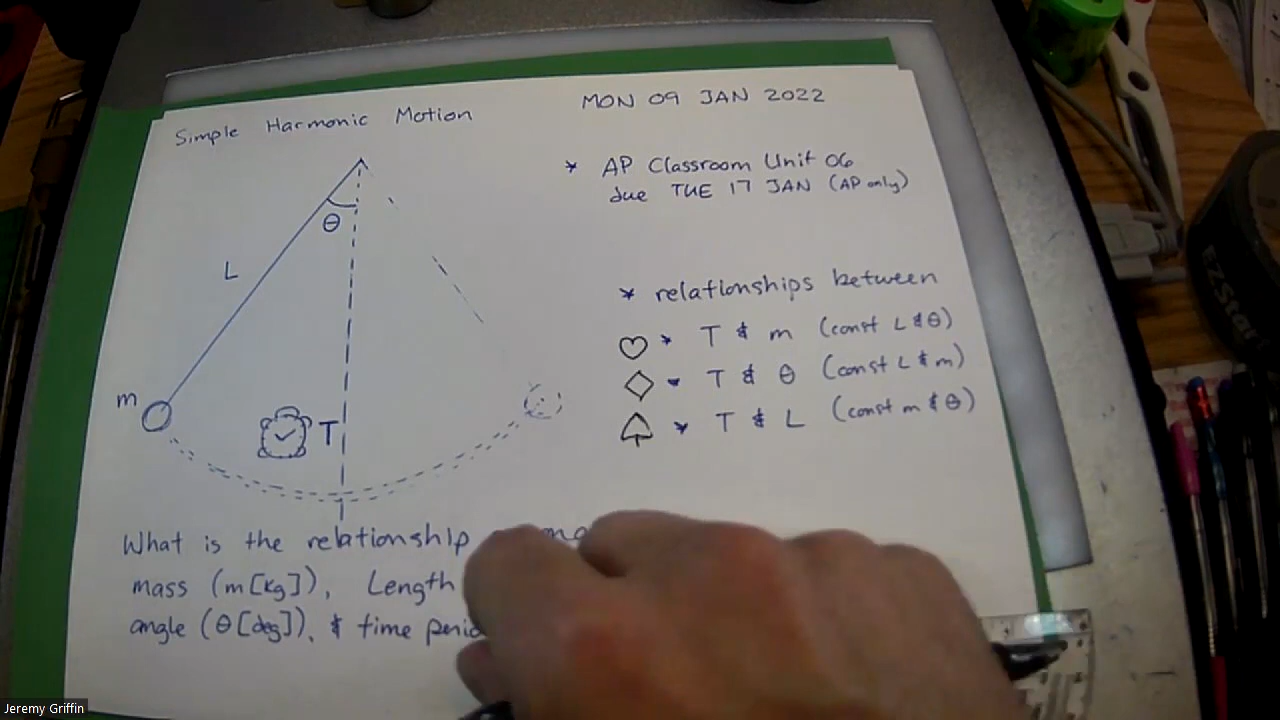 Simple Harmonic Motion
MON 09 JAN 2022
* AP Classroom Unit 06
due TUE 17 JAN (AP only)
θ
L
m
T
* relationships between
♡ * T & m (const L & θ)
◇ * T & θ (const L & m)
♤ * T & L (const m & θ)
What is the relationship
mass (m[kg]), Length
angle (θ[deg]), & time
EZStar
Jeremy Griffin